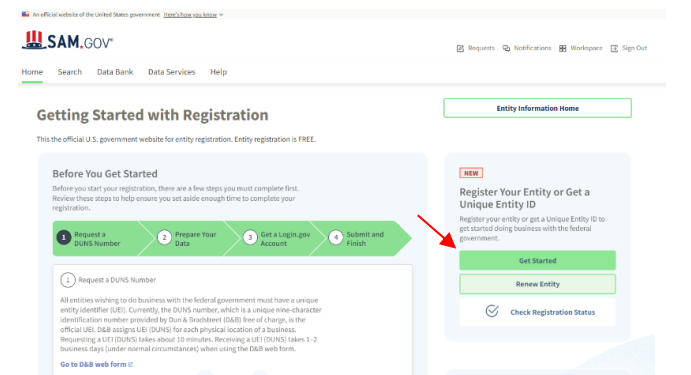 An official website of the United States government Here's how you know
SAM.GOV®
Requests Notifications Workspace Sign Out
Home Search Data Bank Data Services Help
Getting Started with Registration
Entity Information Home
This the official U.S. government website for entity registration. Entity registration is FREE.
Before You Get Started
Before you start your registration, there are a few steps you must complete first.
Review these steps to help ensure you set aside enough time to complete your
registration.
1 Request a
DUNS Number
2 Prepare Your
Data
3 Get a Login.gov
Account
4 Submit and
Finish
1 Request a DUNS Number
All entities wishing to do business with the federal government must have a unique
entity identifier (UEI). Currently, the DUNS number, which is a unique nine-character
identification number provided by Dun & Bradstreet (D&B) free of charge, is the
official UEI. D&B assigns UEI (DUNS) for each physical location of a business.
Requesting a UEI (DUNS) takes about 10 minutes. Receiving a UEI (DUNS) takes 1–2
business days (under normal circumstances) when using the D&B web form.
Go to D&B web form
NEW
Register Your Entity or Get a
Unique Entity ID
Register your entity or get a Unique Entity ID to
get started doing business with the federal
government.
Get Started
Renew Entity
Check Registration Status